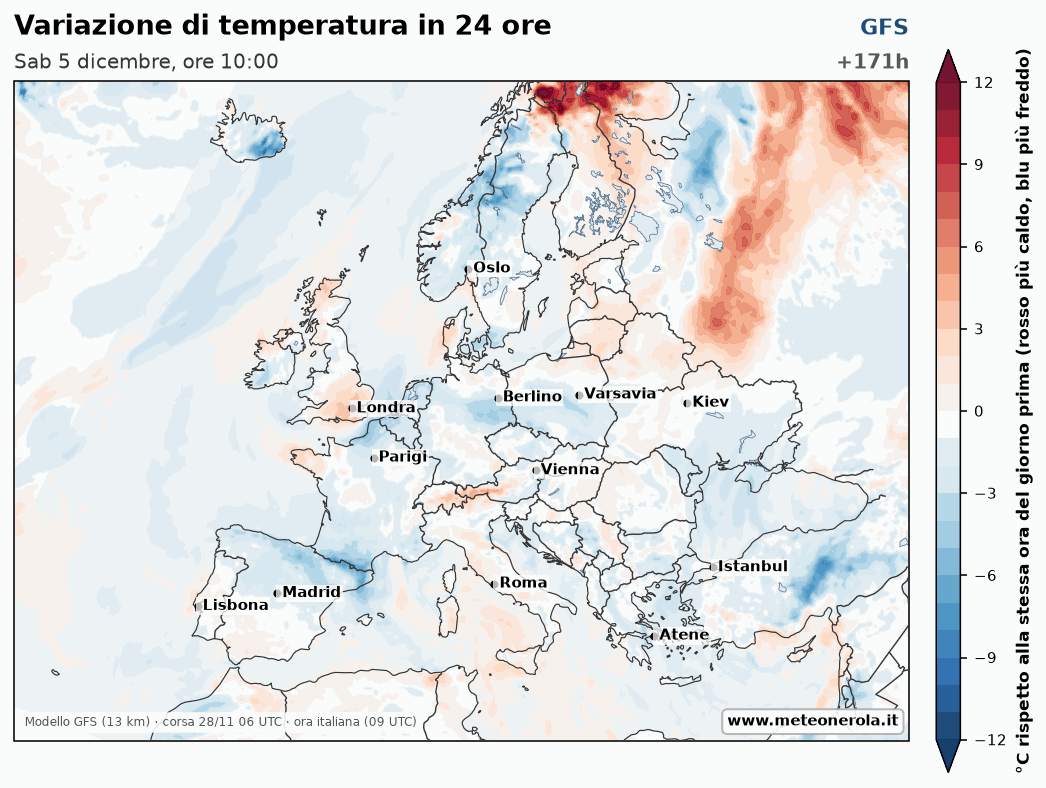 Variazione di temperatura in 24 ore
GFS
Sab 5 dicembre, ore 10:00
+171h
Oslo
Londra
Berlino
Varsavia
Kiev
Parigi
Vienna
Istanbul
Madrid
Roma
Lisbona
Atene
Modello GFS (13 km) · corsa 28/11 06 UTC · ora italiana (09 UTC)
www.meteonerola.it
12
9
6
3
0
−3
−6
−9
−12
°C rispetto alla stessa ora del giorno prima (rosso più caldo, blu più freddo)